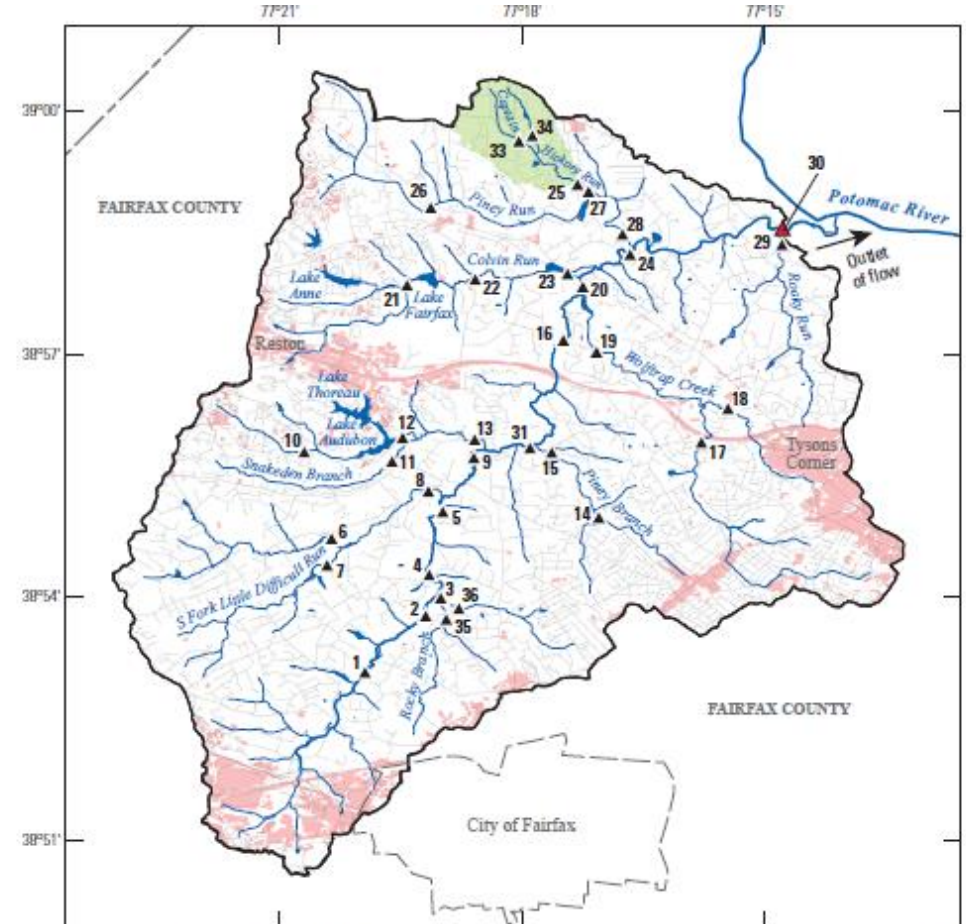 77°21'
77°18'
77°15'
39°00'
38°57'
38°54'
38°51'
FAIRFAX COUNTY
Captain
Hickory Run
34
33
25
27
26
Piney Run
30
Potomac River
28
24
29
Outlet
of flow
Rocky Run
Colvin Run
23
20
22
21
Lake
Anne
Lake
Fairfax
16
19
Wolftrap Creek
Reston
Lake
Thoreau
Lake
Audubon
18
17
Tysons
Corner
12
13
31
15
10
11
9
Snakeden Branch
8
5
14
Piney Branch
6
7
S Fork Little Difficult Run
4
3
36
2
35
1
Rocky Branch
FAIRFAX COUNTY
City of Fairfax